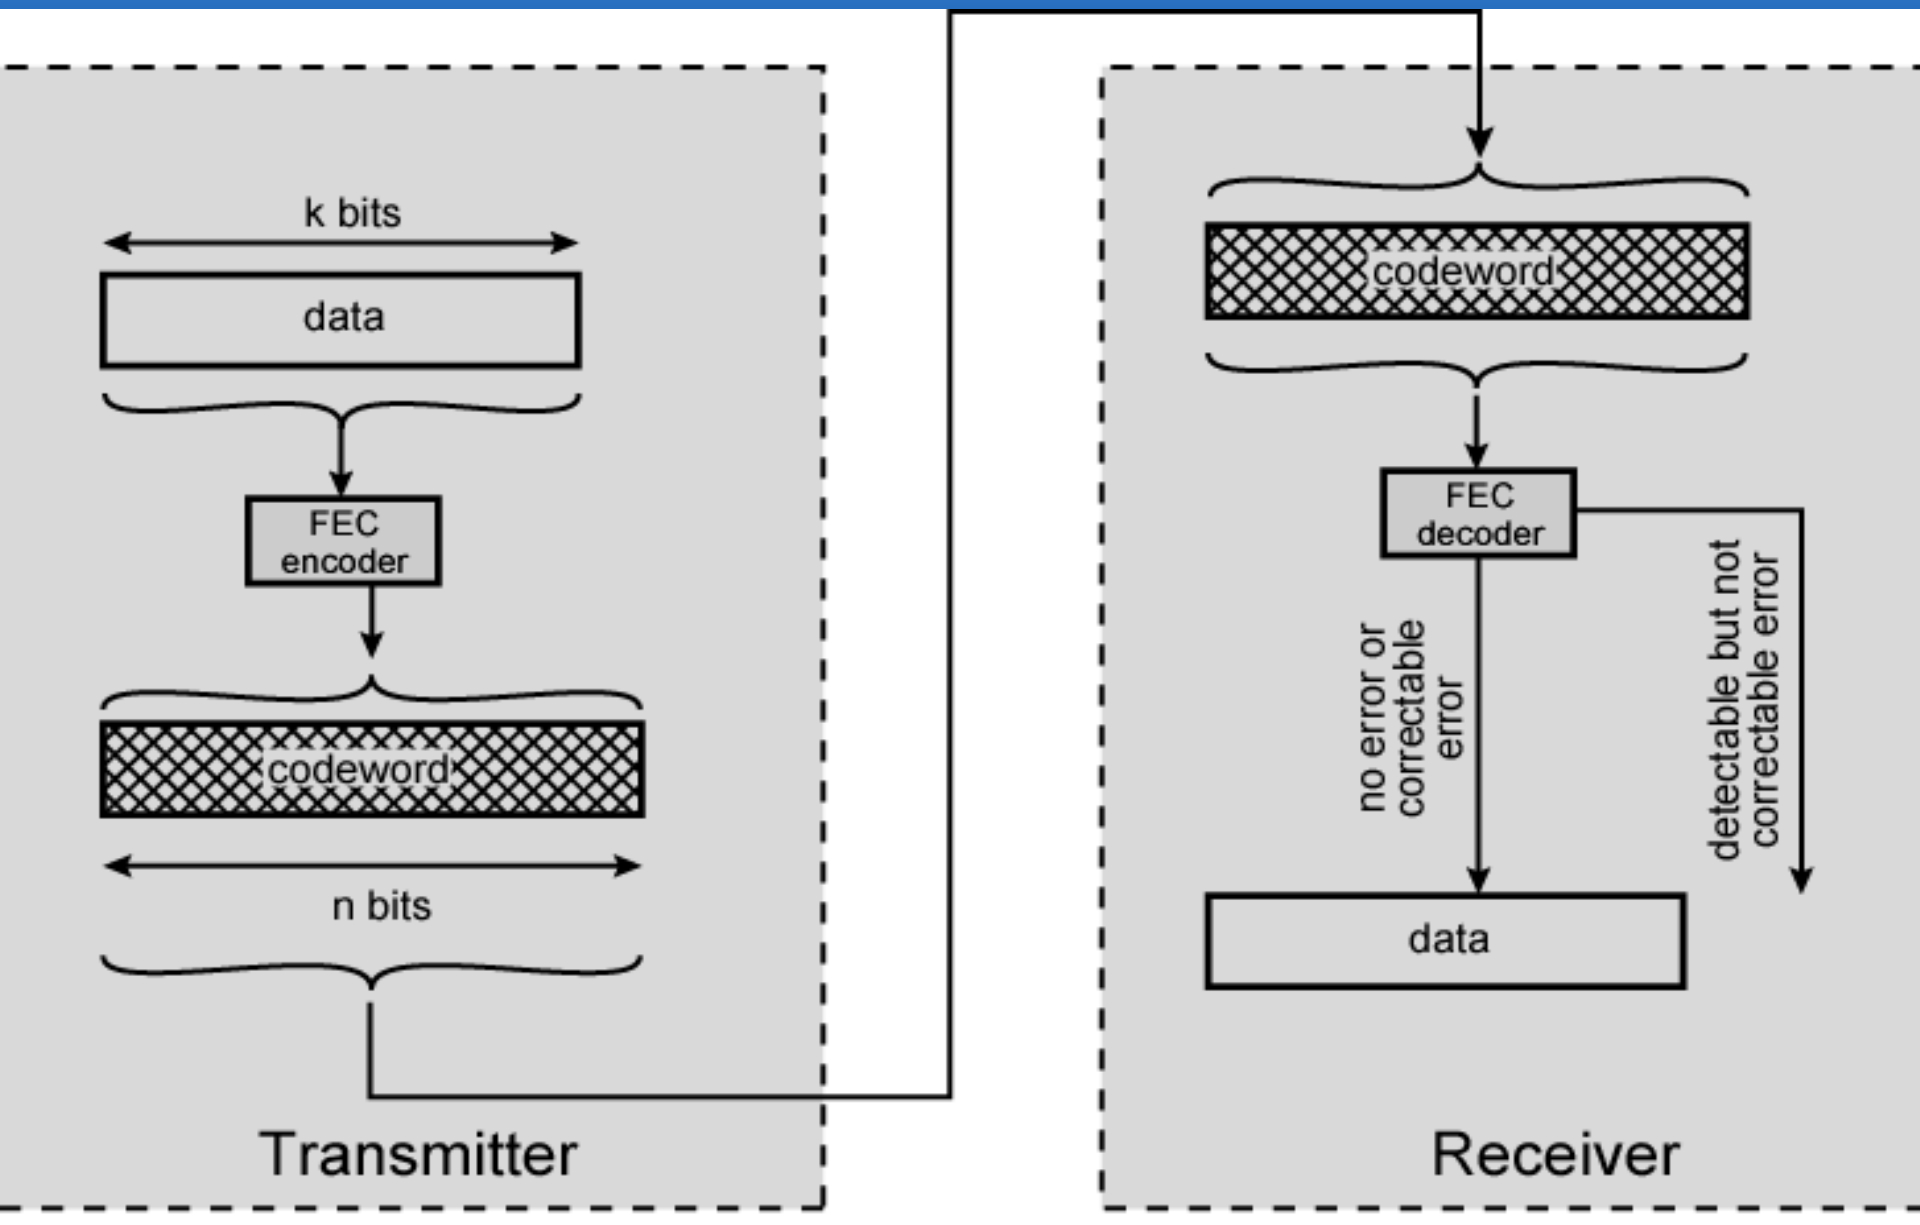 k bits
data
FEC
encoder
codeword
n bits
Transmitter
codeword
FEC
decoder
no error or
correctable
error
detectable but not
correctable error
data
Receiver